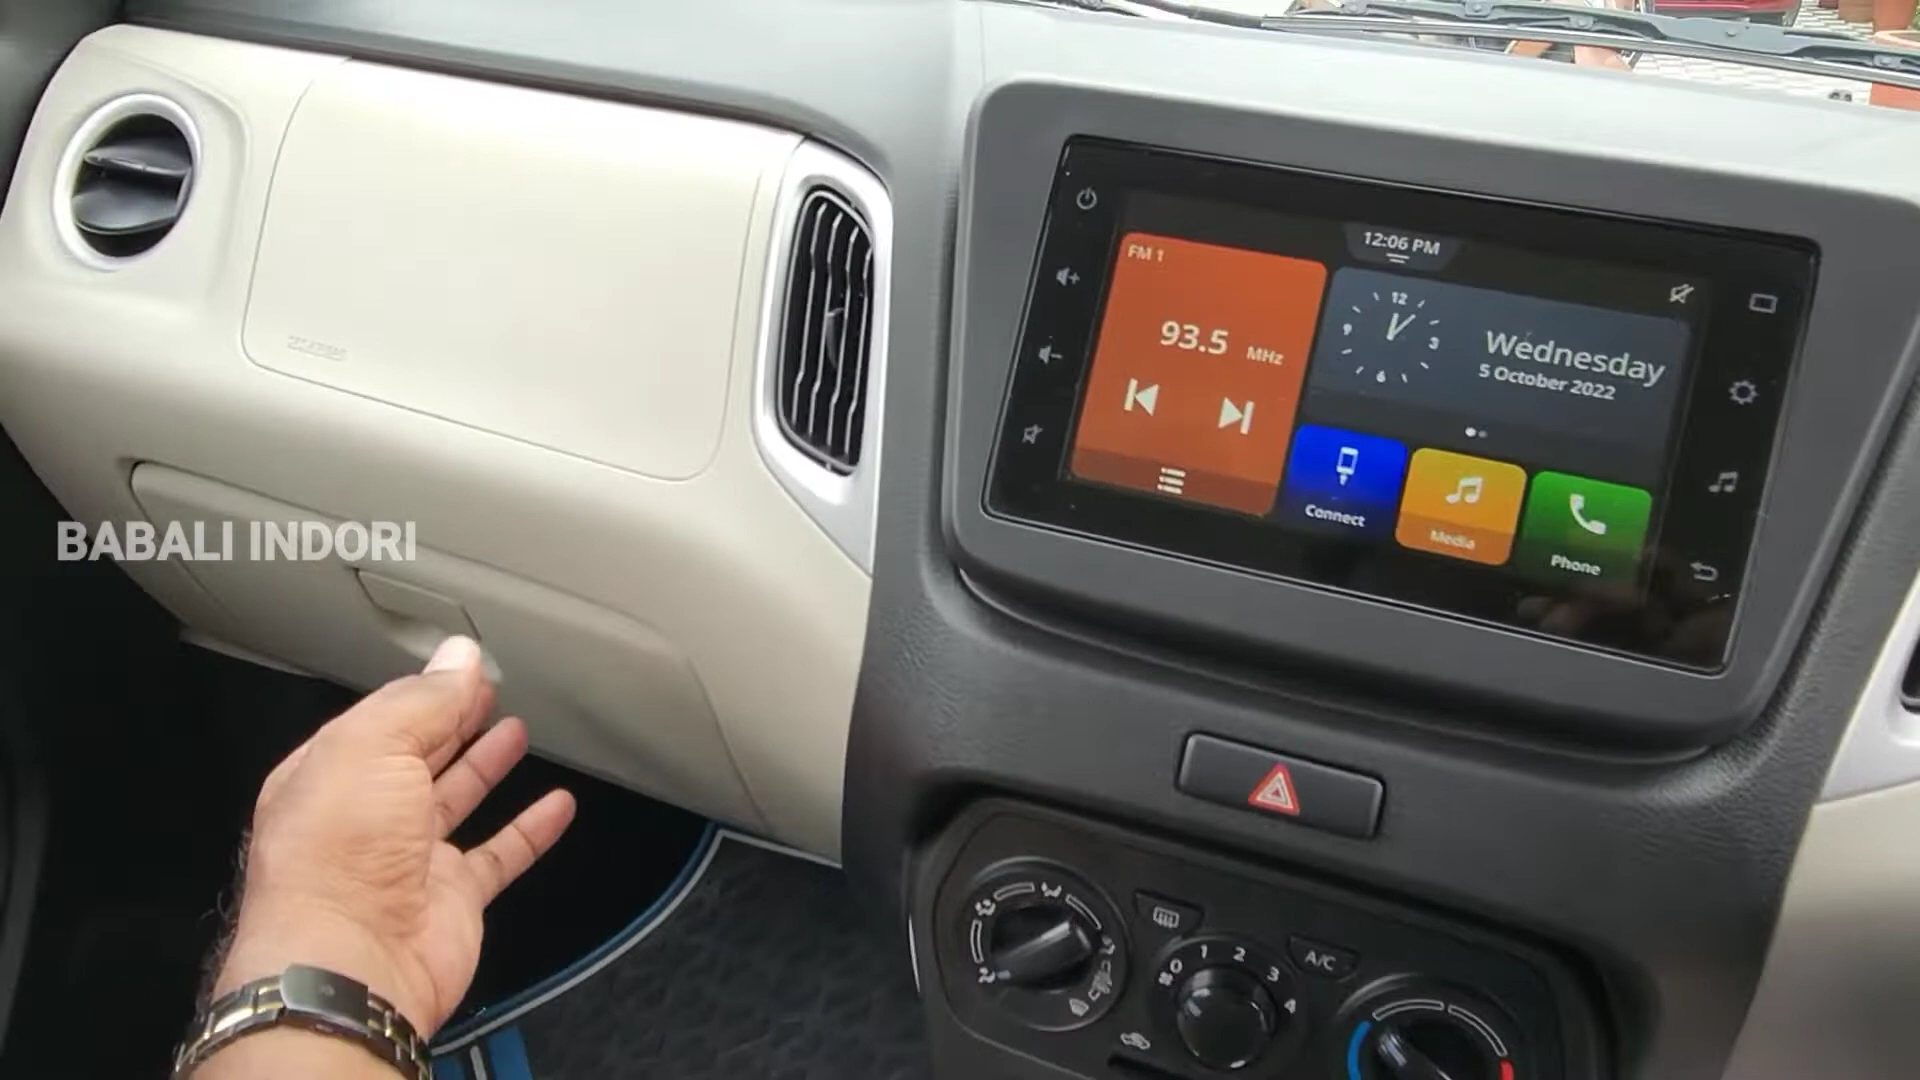 12:06 PM
FM 1
93.5 MHz
12
3
6
9
Wednesday
5 October 2022
Connect
Media
Phone
BABALI INDORI
A/C
0 1 2 3 4